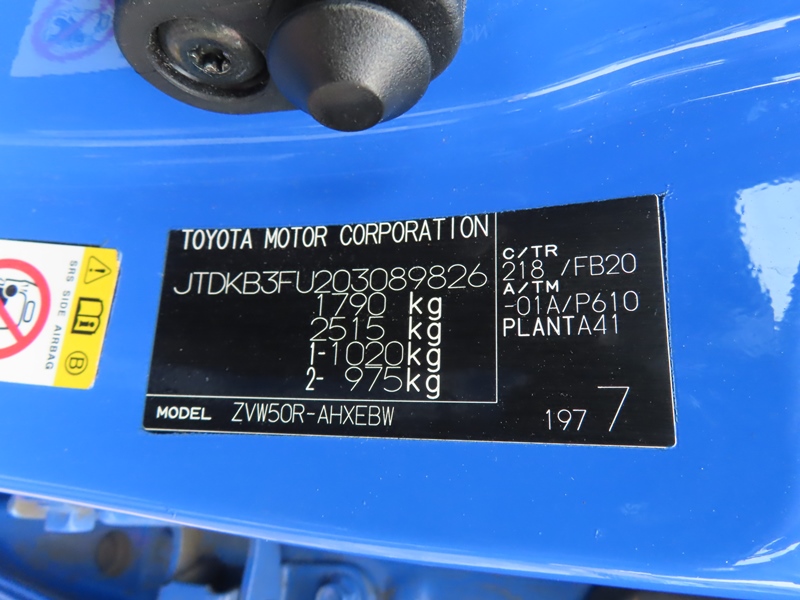 TOYOTA MOTOR CORPORATION
JTDKB3FU203089826
1790 kg
2515 kg
1-1020kg
2- 975kg
MODEL ZVW50R-AHXEBW
C/TR
218 /FB20
A/TM
-01A/P610
PLANTA41
197 7
SRS SIDE AIRBAG
B